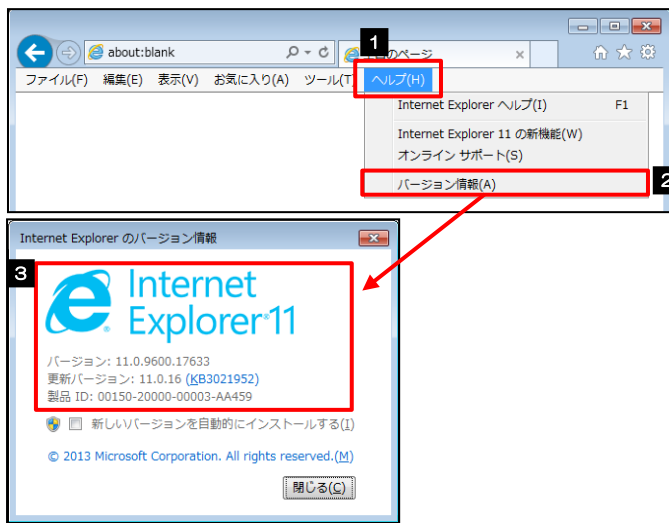 1
about:blank
のページ
ファイル(F) 編集(E) 表示(V) お気に入り(A) ツール(T) ヘルプ(H)
Internet Explorer ヘルプ(I) F1
Internet Explorer 11 の新機能(W)
オンライン サポート(S)
バージョン情報(A)
2
Internet Explorer のバージョン情報
3
Internet
Explorer®11
バージョン: 11.0.9600.17633
更新バージョン: 11.0.16 (KB3021952)
製品 ID: 00150-20000-00003-AA459
新しいバージョンを自動的にインストールする(I)
© 2013 Microsoft Corporation. All rights reserved.(M)
閉じる(C)